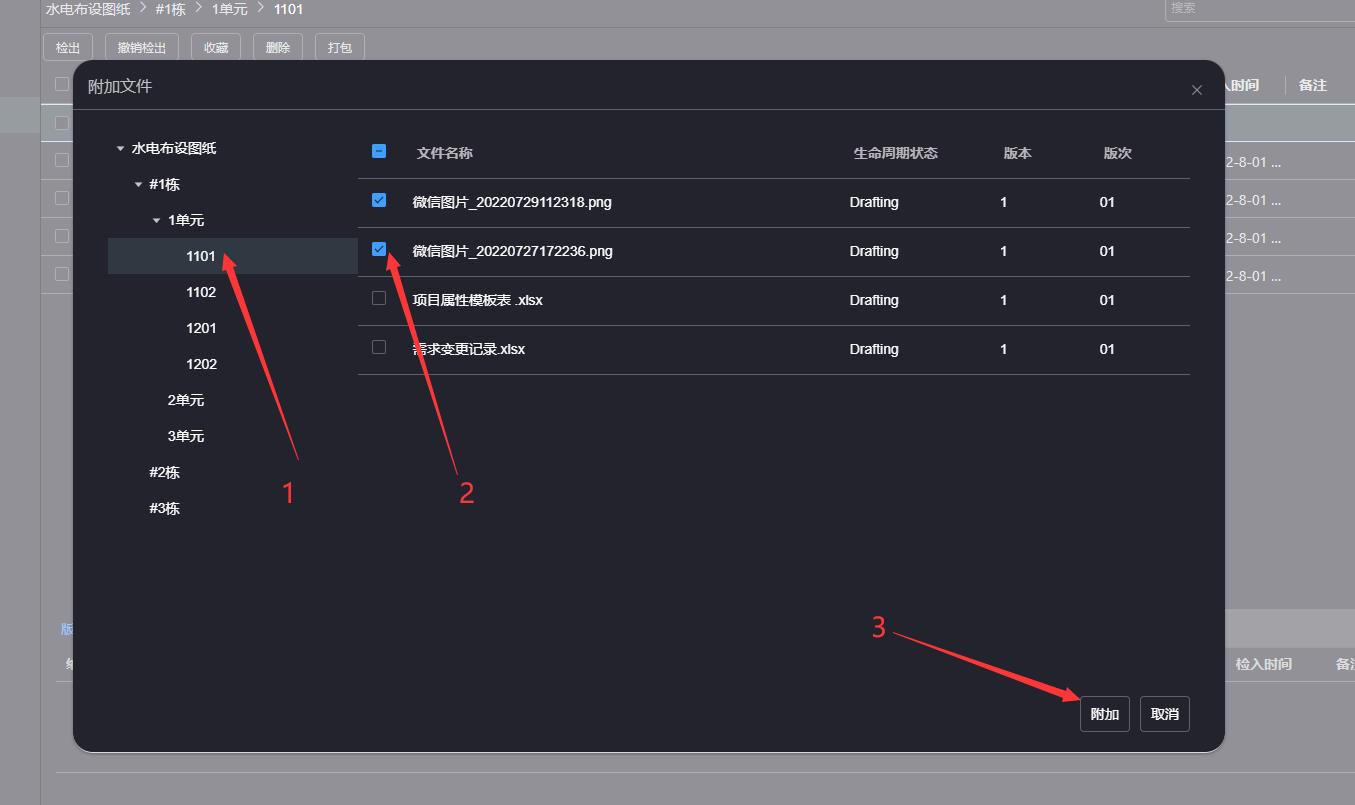 水电布设图纸 > #1栋 > 1单元 > 1101
搜索
检出 撤销检出 收藏 删除 打包
附加文件
时间 备注
水电布设图纸
#1栋
1单元
1101
1102
1201
1202
2单元
3单元
#2栋
#3栋
文件名称 生命周期状态 版本 版次
微信图片_20220729112318.png Drafting 1 01
微信图片_20220727172236.png Drafting 1 01
项目属性模板表 .xlsx Drafting 1 01
需求变更记录.xlsx Drafting 1 01
2-8-01 ...
2-8-01 ...
2-8-01 ...
2-8-01 ...
1
2
3
版
检入时间 备注
附加 取消